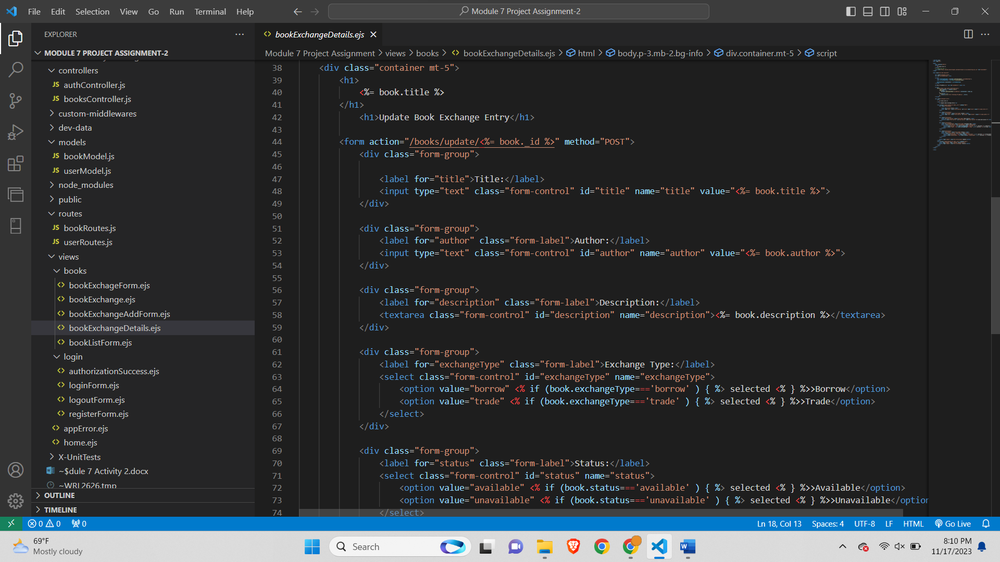 File Edit Selection View Go Run Terminal Help
Module 7 Project Assignment-2
EXPLORER
MODULE 7 PROJECT ASSIGNMENT-2
controllers
JS authController.js
JS booksController.js
custom-middlewares
dev-data
models
JS bookModel.js
JS userModel.js
node_modules
public
routes
JS bookRoutes.js
JS userRoutes.js
views
books
bookExchageForm.ejs
bookExchange.ejs
bookExchangeAddForm.ejs
bookExchangeDetails.ejs
bookListForm.ejs
login
authorizationSuccess.ejs
loginForm.ejs
logoutForm.ejs
registerForm.ejs
appError.ejs
home.ejs
X-UnitTests
~$dule 7 Activity 2.docx
~WRL2626.tmp
OUTLINE
TIMELINE
bookExchangeDetails.ejs
Module 7 Project Assignment > views > books > bookExchangeDetails.ejs > html > body.p-3.mb-2.bg-info > div.container.mt-5 > script
38 <div class="container mt-5">
39 <h1>
40 <%= book.title %>
41 </h1>
42 <h1>Update Book Exchange Entry</h1>
43
44 <form action="/books/update/<%= book._id %>" method="POST">
45 <div class="form-group">
46
47 <label for="title">Title:</label>
48 <input type="text" class="form-control" id="title" name="title" value="<%= book.title %>">
49 </div>
50
51 <div class="form-group">
52 <label for="author" class="form-label">Author:</label>
53 <input type="text" class="form-control" id="author" name="author" value="<%= book.author %>">
54 </div>
55
56 <div class="form-group">
57 <label for="description" class="form-label">Description:</label>
58 <textarea class="form-control" id="description" name="description"><%= book.description %></textarea>
59 </div>
60
61 <div class="form-group">
62 <label for="exchangeType" class="form-label">Exchange Type:</label>
63 <select class="form-control" id="exchangeType" name="exchangeType">
64 <option value="borrow" <% if (book.exchangeType==='borrow' ) { %> selected <% } %>>Borrow</option>
65 <option value="trade" <% if (book.exchangeType==='trade' ) { %> selected <% } %>>Trade</option>
66 </select>
67 </div>
68
69 <div class="form-group">
70 <label for="status" class="form-label">Status:</label>
71 <select class="form-control" id="status" name="status">
72 <option value="available" <% if (book.status==='available' ) { %> selected <% } %>>Available</option>
73 <option value="unavailable" <% if (book.status==='unavailable' ) { %> selected <% } %>>Unavailable</option
74 </select>
0 0 0
Ln 18, Col 13 Spaces: 4 UTF-8 LF HTML Go Live
69°F
Mostly cloudy
Search
8:10 PM
11/17/2023